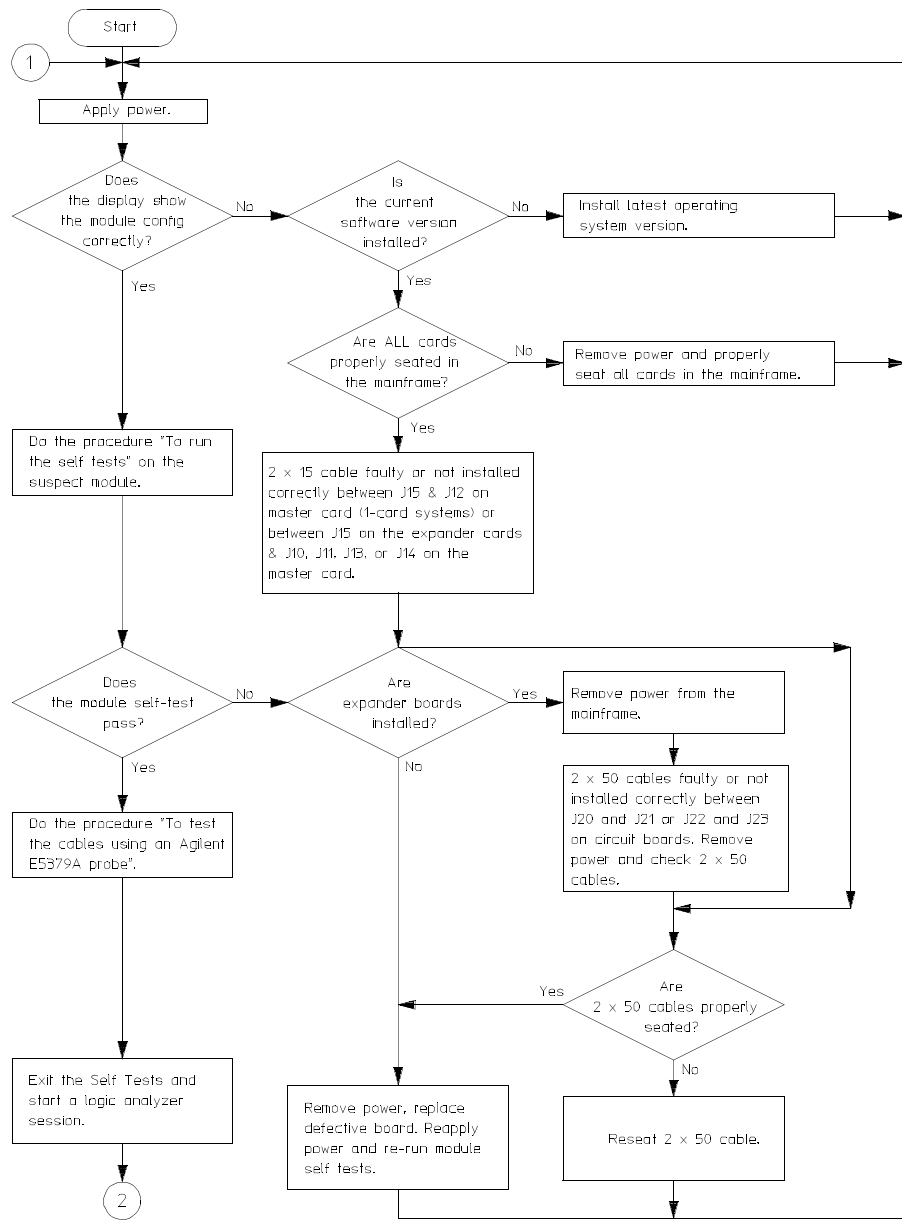 Start
1
Apply power.
Does
the display show
the module config
correctly?
No
Is
the current
software version
installed?
No
Install latest operating
system version.
Yes
Yes
Are ALL cards
properly seated in
the mainframe?
No
Remove power and properly
seat all cards in the mainframe.
Yes
Do the procedure "To run
the self tests" on the
suspect module.
2 x 15 cable faulty or not installed
correctly between J15 & J12 on
master card (1-card systems) or
between J15 on the expander cards
& J10, J11, J13, or J14 on the
master card.
Does
the module self-test
pass?
No
Are
expander boards
installed?
Yes
Remove power from the
mainframe.
Yes
No
2 x 50 cables faulty or not
installed correctly between
J20 and J21 or J22 and J23
on circuit boards. Remove
power and check 2 x 50
cables.
Do the procedure "To test
the cables using an Agilent
E5379A probe".
Yes
Are
2 x 50 cables properly
seated?
No
Exit the Self Tests and
start a logic analyzer
session.
Remove power, replace
defective board. Reapply
power and re-run module
self tests.
Reseat 2 x 50 cable.
2